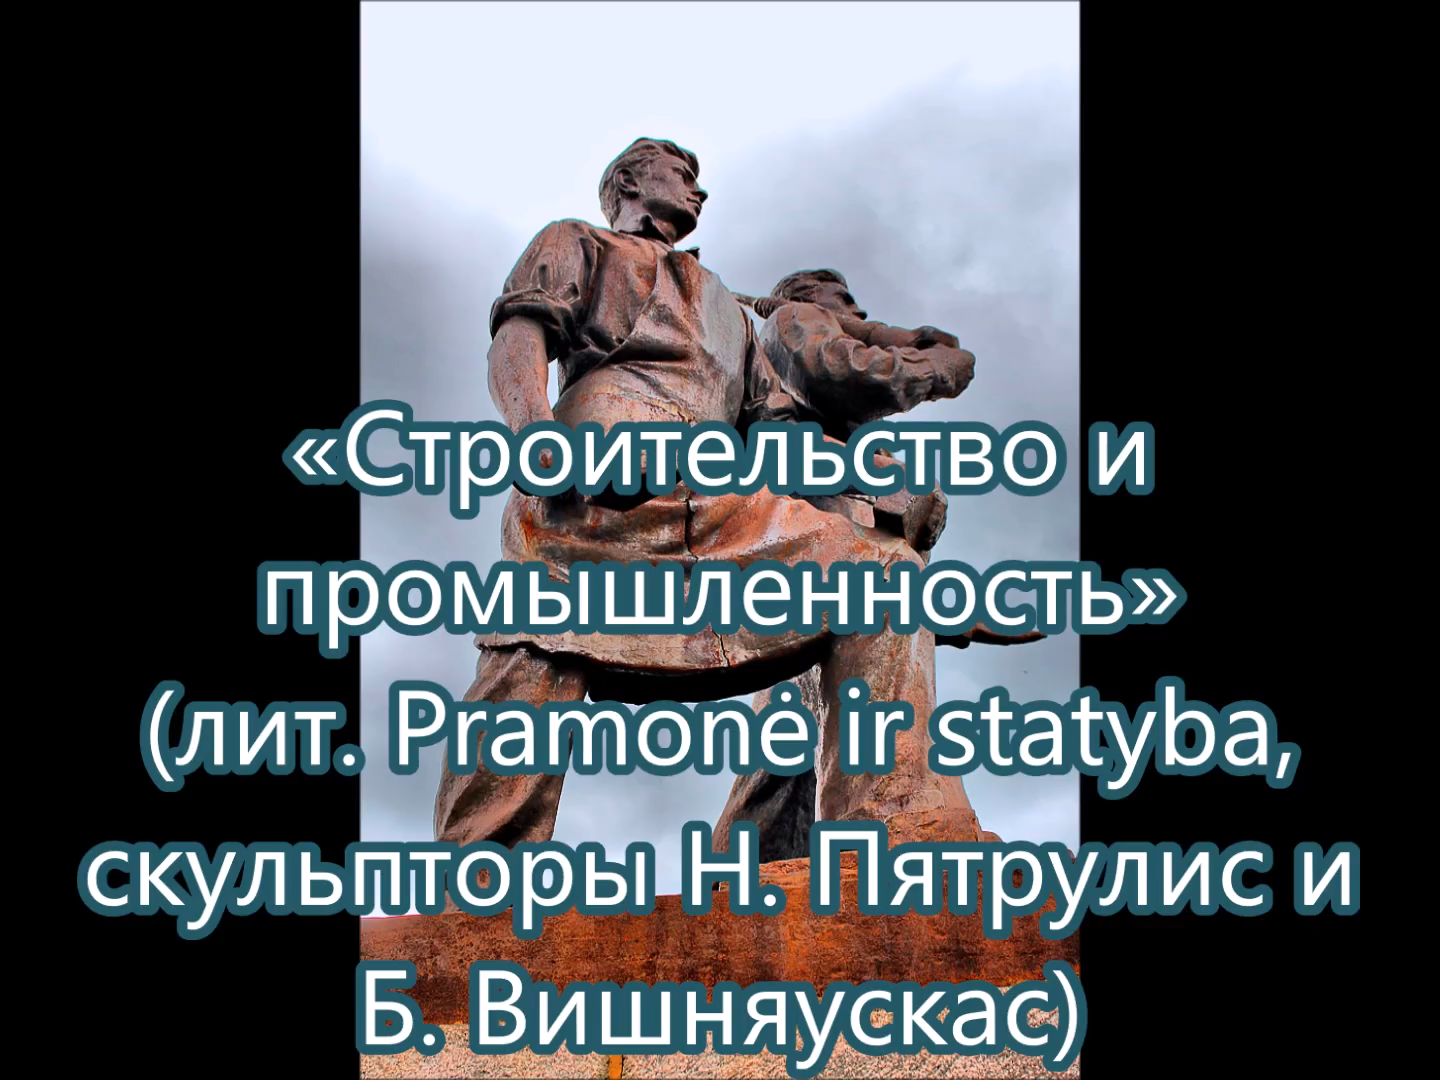 «Строительство и
промышленность»
(лит. Pramonė ir statyba,
скульпторы Н. Пятрулис и
Б. Вишняускас)